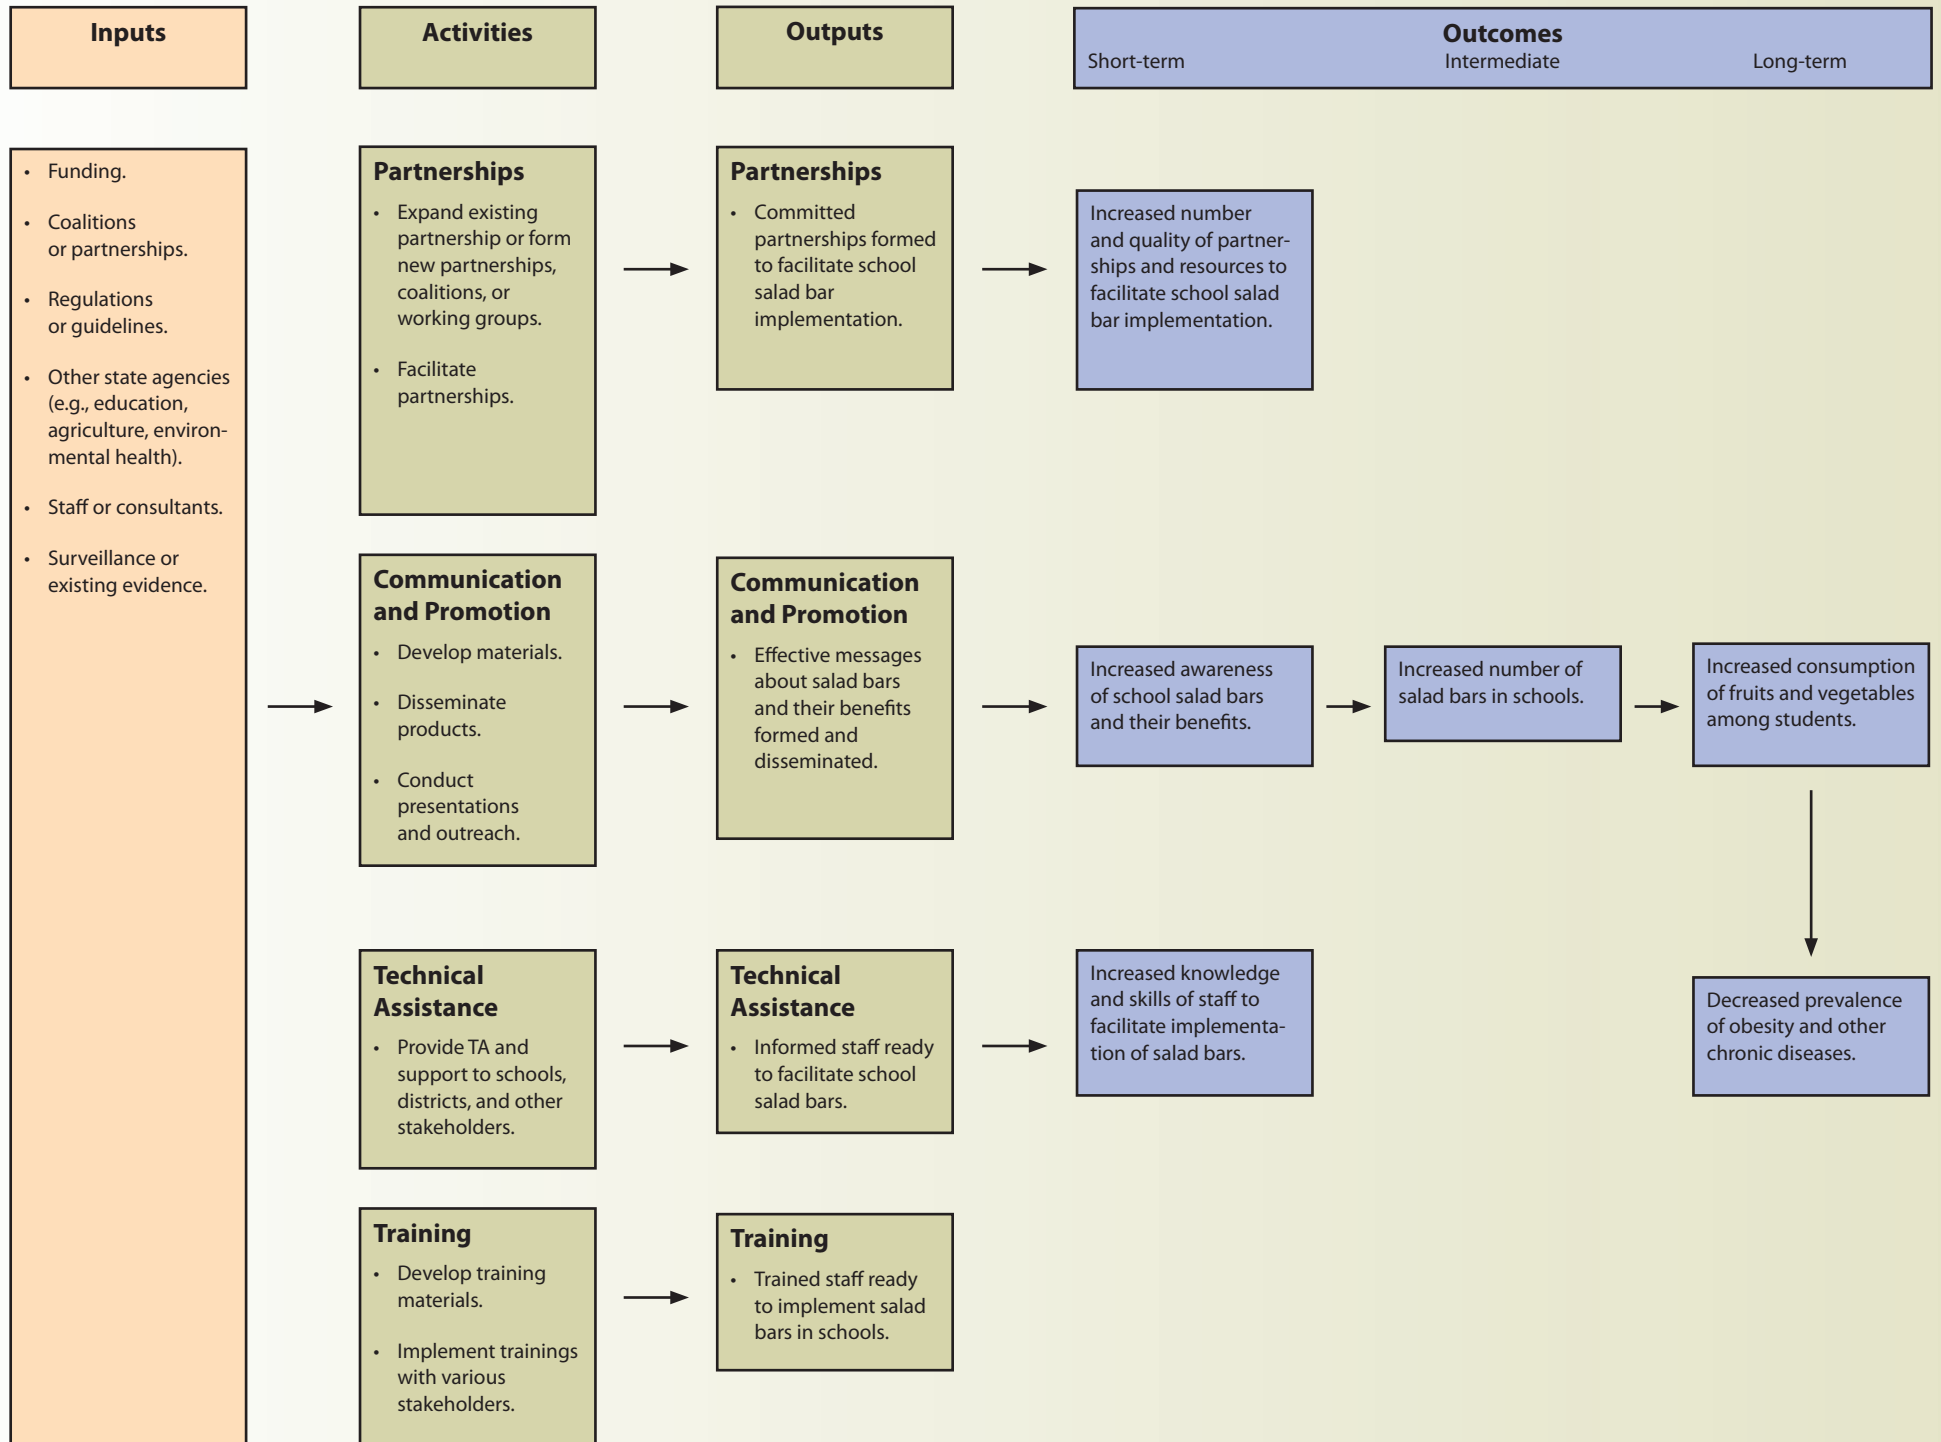 Inputs
Activities
Outputs
Outcomes
Short-term
Intermediate
Long-term
• Funding.
• Coalitions
or partnerships.
• Regulations
or guidelines.
• Other state agencies
(e.g., education,
agriculture, environ-
mental health).
• Staff or consultants.
• Surveillance or
existing evidence.
Partnerships
• Expand existing
partnership or form
new partnerships,
coalitions, or
working groups.
• Facilitate
partnerships.
Partnerships
• Committed
partnerships formed
to facilitate school
salad bar
implementation.
Increased number
and quality of partner-
ships and resources to
facilitate school salad
bar implementation.
Communication
and Promotion
• Develop materials.
• Disseminate
products.
• Conduct
presentations
and outreach.
Communication
and Promotion
• Effective messages
about salad bars
and their benefits
formed and
disseminated.
Increased awareness
of school salad bars
and their benefits.
Increased number of
salad bars in schools.
Increased consumption
of fruits and vegetables
among students.
Technical
Assistance
• Provide TA and
support to schools,
districts, and other
stakeholders.
Technical
Assistance
• Informed staff ready
to facilitate school
salad bars.
Increased knowledge
and skills of staff to
facilitate implementa-
tion of salad bars.
Decreased prevalence
of obesity and other
chronic diseases.
Training
• Develop training
materials.
• Implement trainings
with various
stakeholders.
Training
• Trained staff ready
to implement salad
bars in schools.